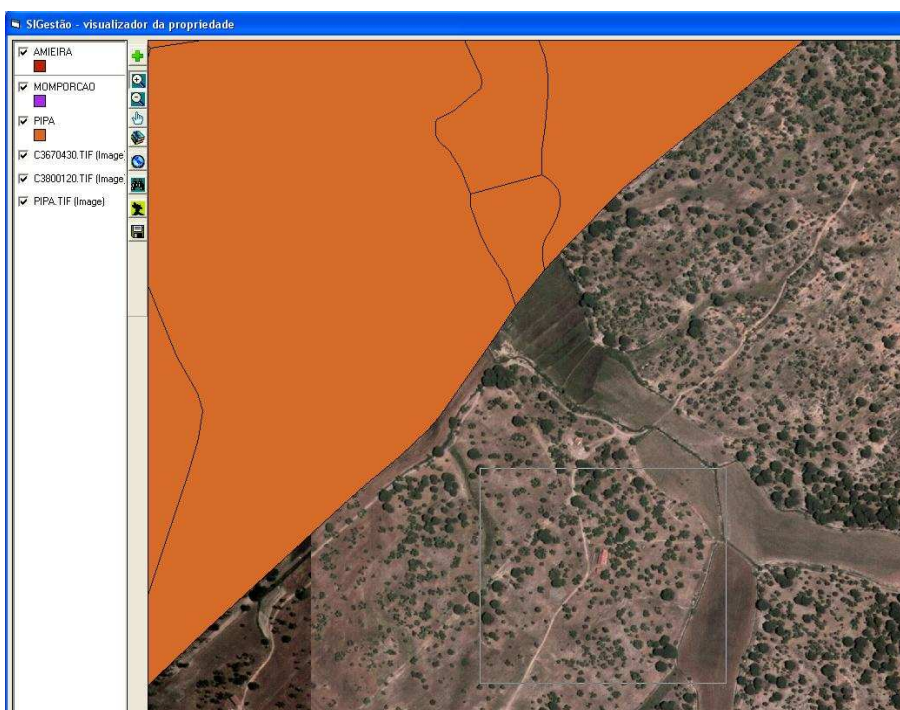 SIGestão - visualizador da propriedade
AMIEIRA
MOMPORCAO
PIPA
C3670430.TIF (Image)
C3800120.TIF (Image)
PIPA.TIF (Image)